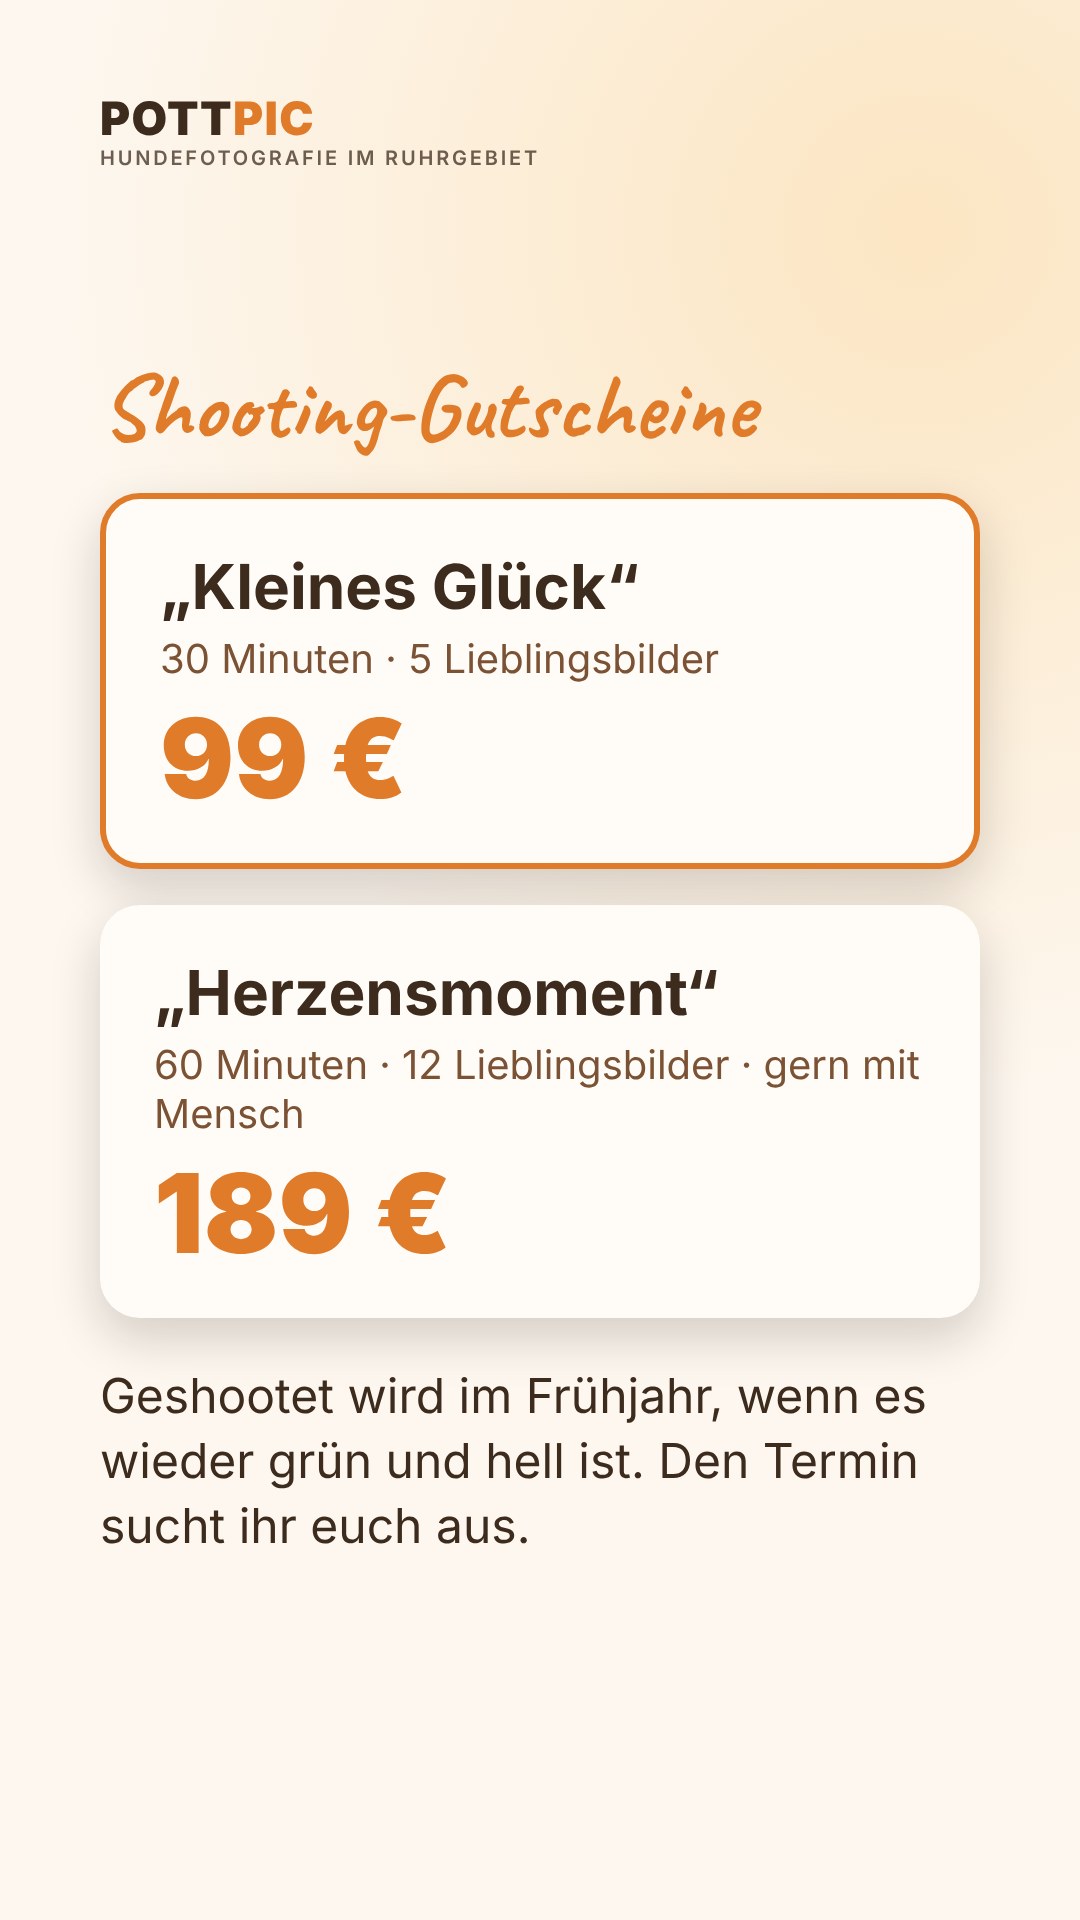 POTTPIC
HUNDEFOTOGRAFIE IM RUHRGEBIET
Shooting-Gutscheine
„Kleines Glück“
30 Minuten · 5 Lieblingsbilder
99 €
„Herzensmoment“
60 Minuten · 12 Lieblingsbilder · gern mit
Mensch
189 €
Geshootet wird im Frühjahr, wenn es
wieder grün und hell ist. Den Termin
sucht ihr euch aus.